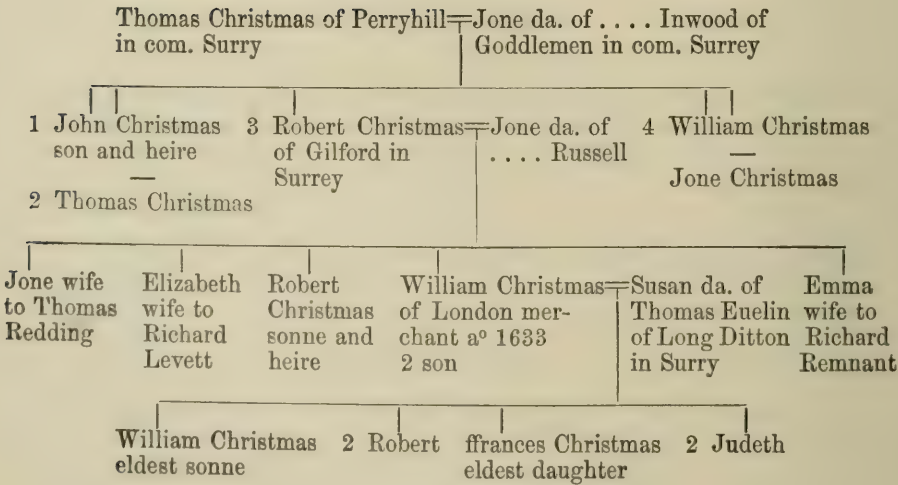 Thomas Christmas of Perryhill=Jone da. of .... Inwood of
in com. Surry Goddlemen in com. Surrey
1 John Christmas 3 Robert Christmas=Jone da. of 4 William Christmas
son and heire of Gilford in .... Russell —
— Surrey Jone Christmas
2 Thomas Christmas
Jone wife Elizabeth Robert William Christmas=Susan da. of Emma
to Thomas wife to Christmas of London mer- Thomas Euelin wife to
Redding Richard sonne and chant aº 1633 of Long Ditton Richard
Levett heire 2 son in Surry Remnant
William Christmas 2 Robert ffrances Christmas 2 Judeth
eldest sonne eldest daughter